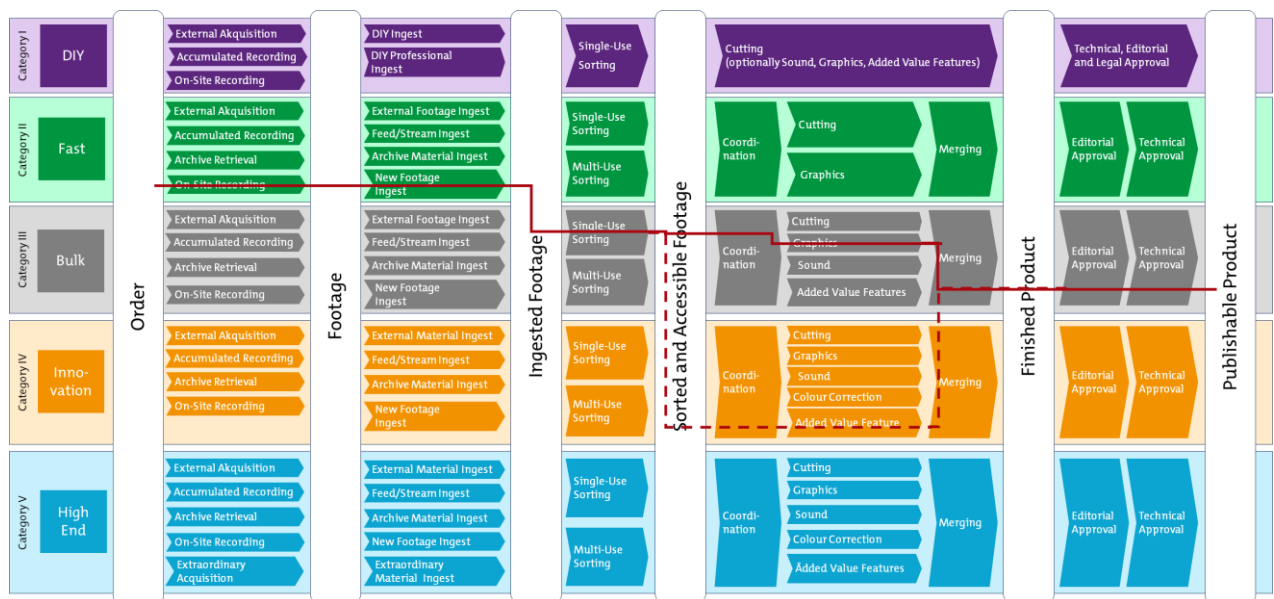 Category I
DIY
External Akquisition
Accumulated Recording
On-Site Recording
DIY Ingest
DIY Professional
Ingest
Single-Use
Sorting
Cutting
(optionally Sound, Graphics, Added Value Features)
Technical, Editorial
and Legal Approval
Category II
Fast
External Akquisition
Accumulated Recording
Archive Retrieval
On-Site Recording
External Footage Ingest
Feed/Stream Ingest
Archive Material Ingest
New Footage
Ingest
Single-Use
Sorting
Multi-Use
Sorting
Coordi-
nation
Cutting
Graphics
Merging
Editorial
Approval
Technical
Approval
Category III
Bulk
External Akquisition
Accumulated Recording
Archive Retrieval
On-Site Recording
External Footage Ingest
Feed/Stream Ingest
Archive Material Ingest
New Footage
Ingest
Single-Use
Sorting
Multi-Use
Sorting
Coordi-
nation
Cutting
Graphics
Sound
Added Value Features
Merging
Editorial
Approval
Technical
Approval
Category IV
Inno-
vation
External Akquisition
Accumulated Recording
Archive Retrieval
On-Site Recording
External Material Ingest
Feed/Stream Ingest
Archive Material Ingest
New Footage
Ingest
Single-Use
Sorting
Multi-Use
Sorting
Coordi-
nation
Cutting
Graphics
Sound
Colour Correction
Added Value Feature
Merging
Editorial
Approval
Technical
Approval
Category V
High
End
External Akquisition
Accumulated Recording
Archive Retrieval
On-Site Recording
Extraordinary
Acquisition
External Material Ingest
Feed/Stream Ingest
Archive Material Ingest
New Footage Ingest
Extraordinary
Material Ingest
Single-Use
Sorting
Multi-Use
Sorting
Coordi-
nation
Cutting
Graphics
Sound
Colour Correction
Added Value Features
Merging
Editorial
Approval
Technical
Approval
Order
Footage
Ingested Footage
Sorted and Accessible Footage
Finished Product
Publishable Product